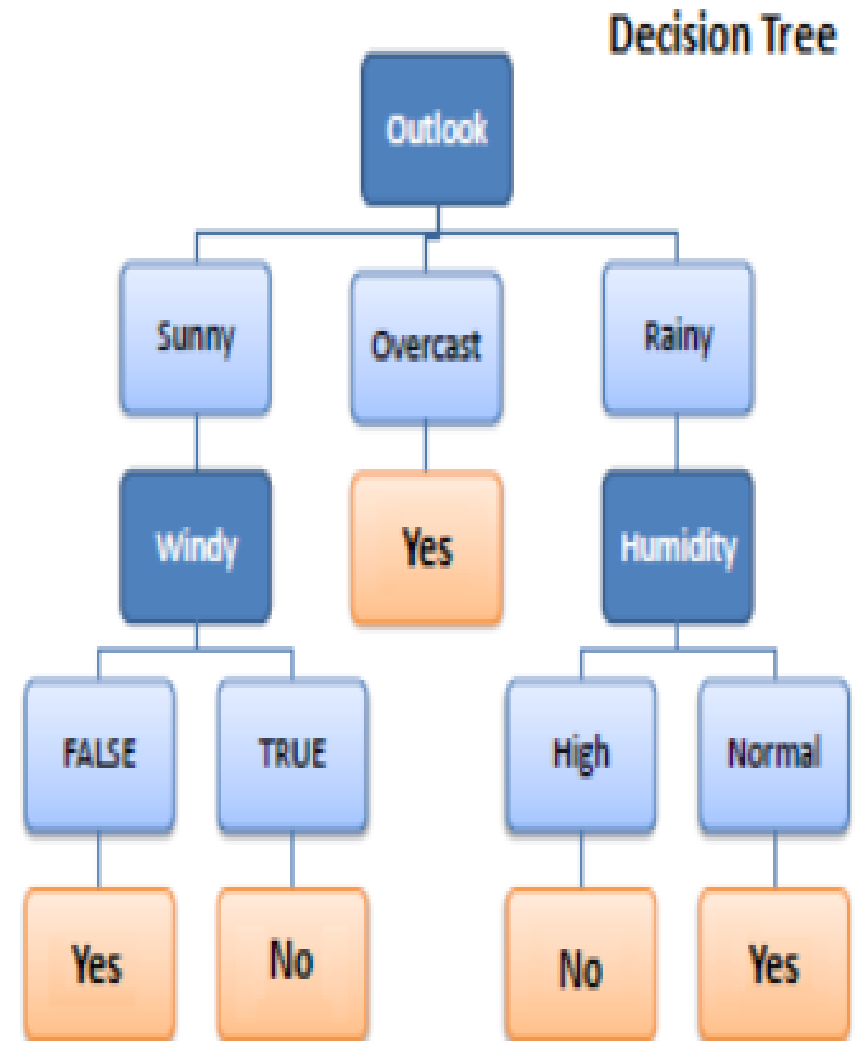 Decision Tree
Outlook
Sunny
Overcast
Rainy
Windy
Yes
Humidity
FALSE
TRUE
High
Normal
Yes
No
No
Yes